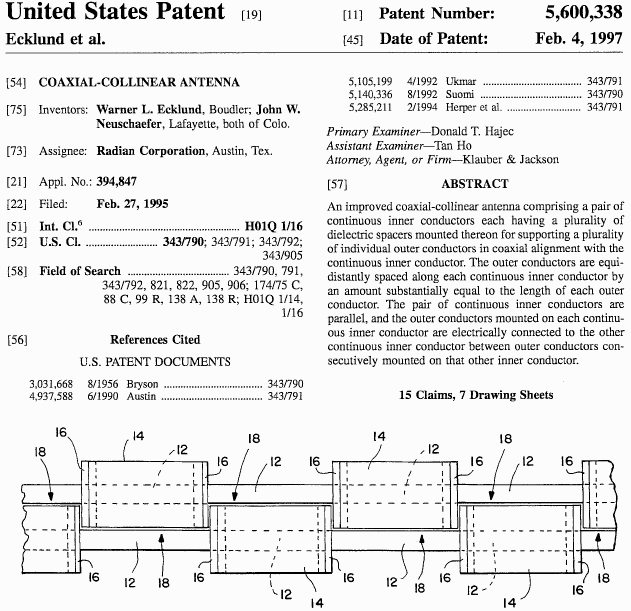 United States Patent [19]
Ecklund et al.
[11] Patent Number: 5,600,338
[45] Date of Patent: Feb. 4, 1997
[54] COAXIAL-COLLINEAR ANTENNA
[75] Inventors: Warner L. Ecklund, Boudler; John W.
Neuschaefer, Lafayette, both of Colo.
[73] Assignee: Radian Corporation, Austin, Tex.
[21] Appl. No.: 394,847
[22] Filed: Feb. 27, 1995
[51] Int. Cl.6 ................................................ H01Q 1/16
[52] U.S. Cl. ......................... 343/790; 343/791; 343/792;
343/905
[58] Field of Search ................................ 343/790, 791,
343/792, 821, 822, 905, 906; 174/75 C,
88 C, 99 R, 138 A, 138 R; H01Q 1/14,
1/16
[56] References Cited
U.S. PATENT DOCUMENTS
3,031,668 8/1956 Bryson ........................................ 343/790
4,937,588 6/1990 Austin ......................................... 343/791
5,105,199 4/1992 Ukmar ........................................ 343/791
5,140,336 8/1992 Suomi ......................................... 343/790
5,285,211 2/1994 Herper et al. ................................ 343/791
Primary Examiner—Donald T. Hajec
Assistant Examiner—Tan Ho
Attorney, Agent, or Firm—Klauber & Jackson
[57] ABSTRACT
An improved coaxial-collinear antenna comprising a pair of
continuous inner conductors each having a plurality of
dielectric spacers mounted thereon for supporting a plurality
of individual outer conductors in coaxial alignment with the
continuous inner conductor. The outer conductors are equi-
distantly spaced along each continuous inner conductor by
an amount substantially equal to the length of each outer
conductor. The pair of continuous inner conductors are
parallel, and the outer conductors mounted on each continu-
ous inner conductor are electrically connected to the other
continuous inner conductor between outer conductors con-
secutively mounted on that other inner conductor.
15 Claims, 7 Drawing Sheets
18 16 14 12 16 18 12 16 14 12 16 18 12 16
16 12 18 16 12 14 16 12 18 16 12 14 16 18